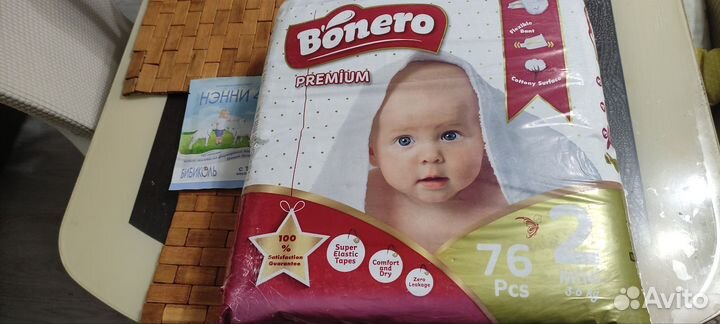 Bonero
PREMIUM
Flexible
Bant
Cottony Surface
НЭННИ
БИБИКОЛЬ
100
%
Satisfaction
Guarantee
Super
Elastic
Tapes
Comfort
and Dry
Zero
Leakage
76
Pcs
2
Avito